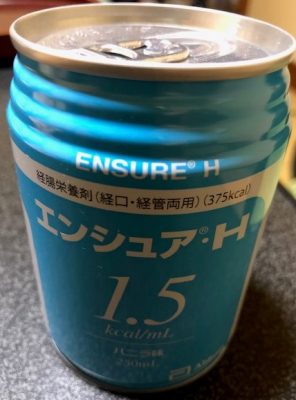 ENSURE® H
経腸栄養剤(経口・経管両用)(375kcal)
エンシュア®・H
1.5
kcal/mL
バニラ味
250mL